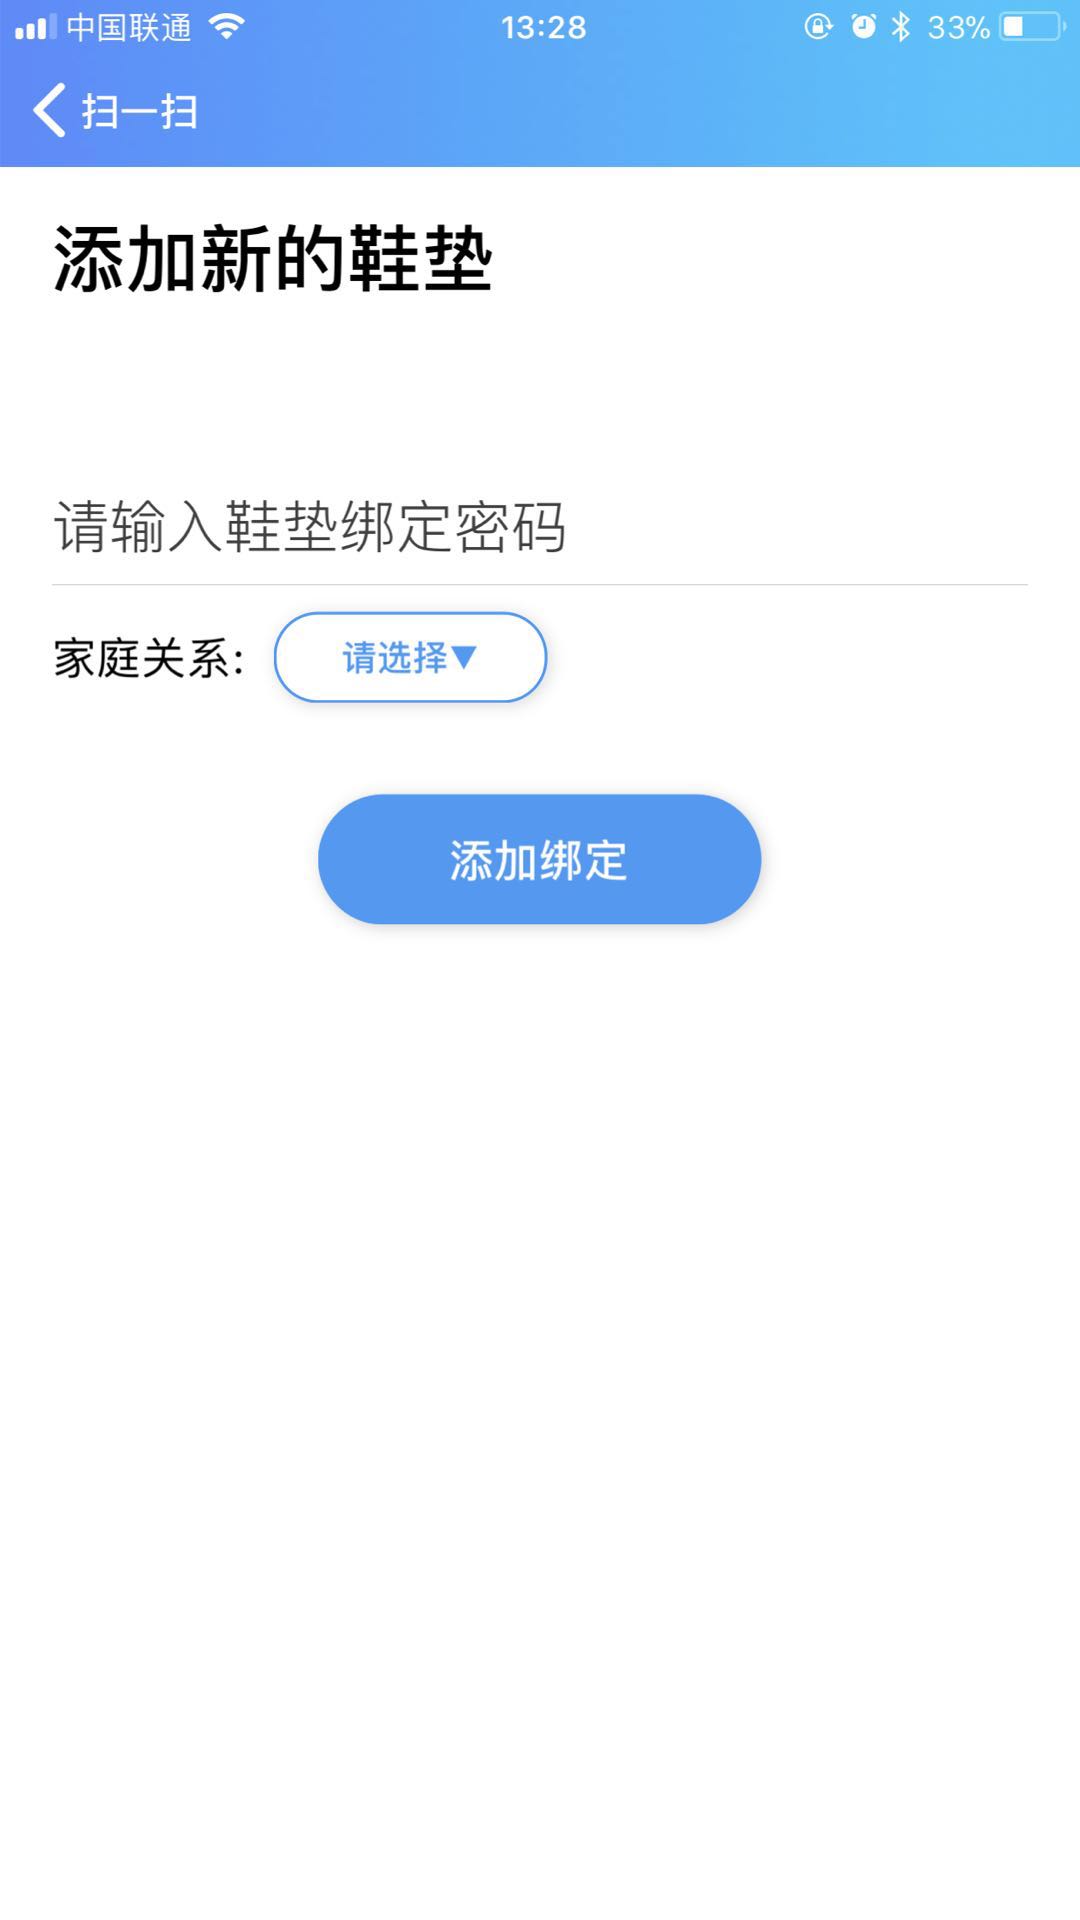 中国联通 13:28 33%
扫一扫
添加新的鞋垫
请输入鞋垫绑定密码
家庭关系: 请选择▼
添加绑定